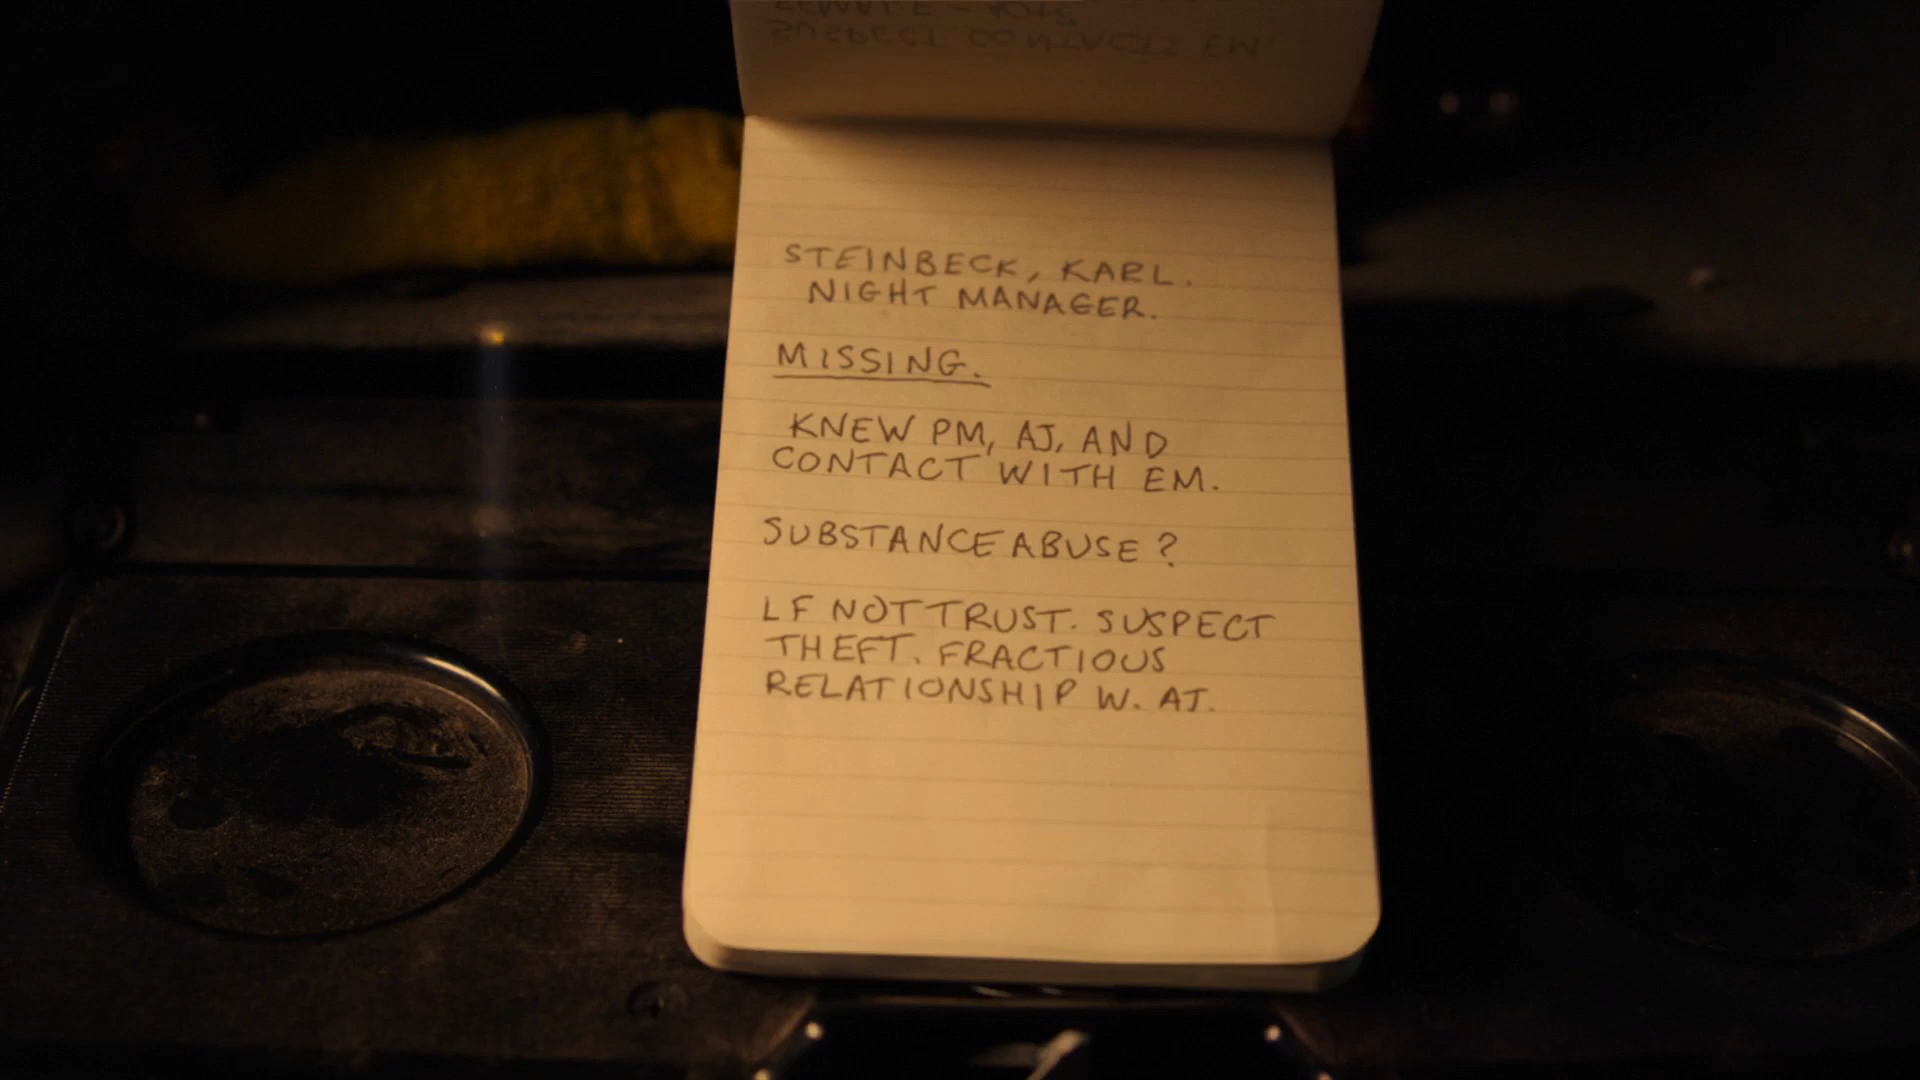 STEINBECK, KARL.
NIGHT MANAGER.
MISSING.
KNEW PM, AJ, AND
CONTACT WITH EM.
SUBSTANCE ABUSE?
LF NOT TRUST. SUSPECT
THEFT. FRACTIOUS
RELATIONSHIP W. AJ.